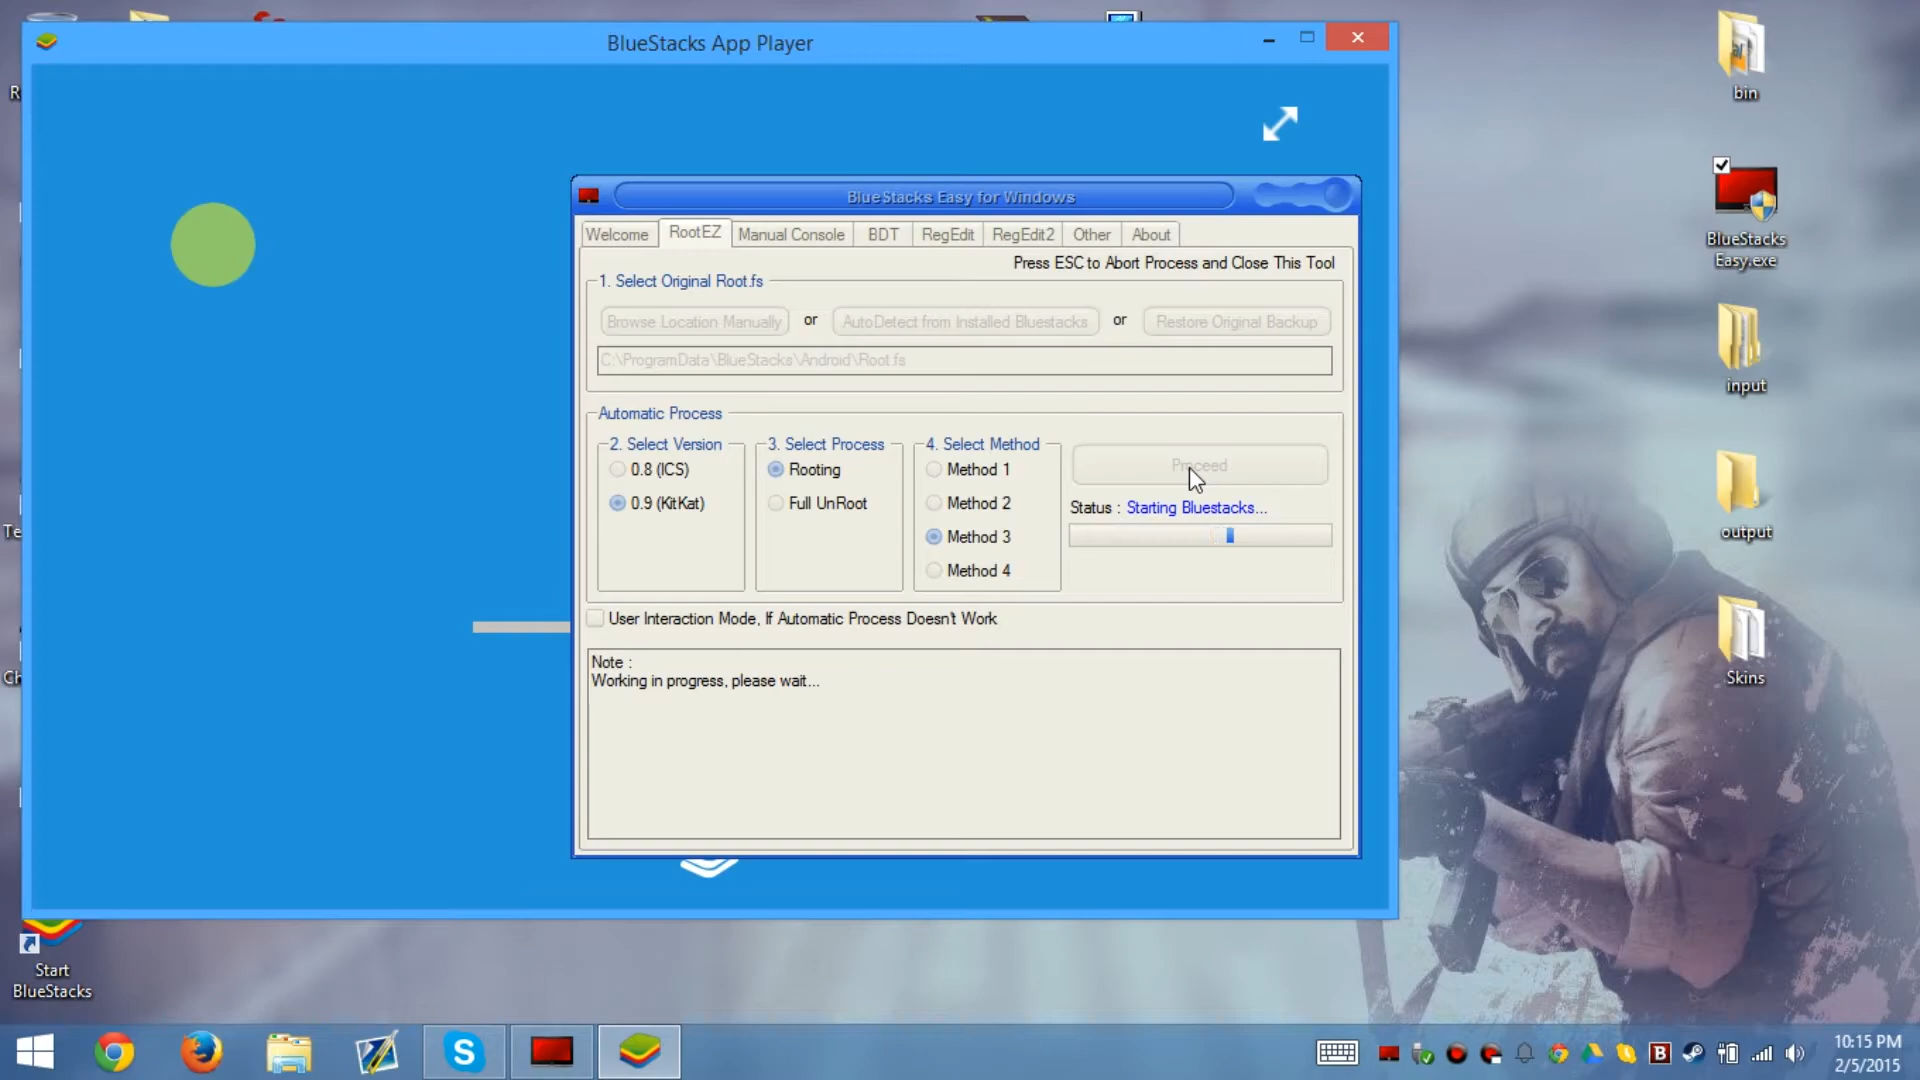 BlueStacks App Player
BlueStacks Easy for Windows
Welcome
RootEZ
Manual Console
BDT
RegEdit
RegEdit2
Other
About
Press ESC to Abort Process and Close This Tool
1. Select Original Root.fs
Browse Location Manually
or
AutoDetect from Installed Bluestacks
or
Restore Original Backup
C:\ProgramData\BlueStacks\Android\Root.fs
Automatic Process
2. Select Version
0.8 (ICS)
0.9 (KitKat)
3. Select Process
Rooting
Full UnRoot
4. Select Method
Method 1
Method 2
Method 3
Method 4
Proceed
Status : Starting Bluestacks...
User Interaction Mode, If Automatic Process Doesn't Work
Note :
Working in progress, please wait...
bin
BlueStacks
Easy.exe
input
output
Skins
R
Te
Ch
Start
BlueStacks
10:15 PM
2/5/2015